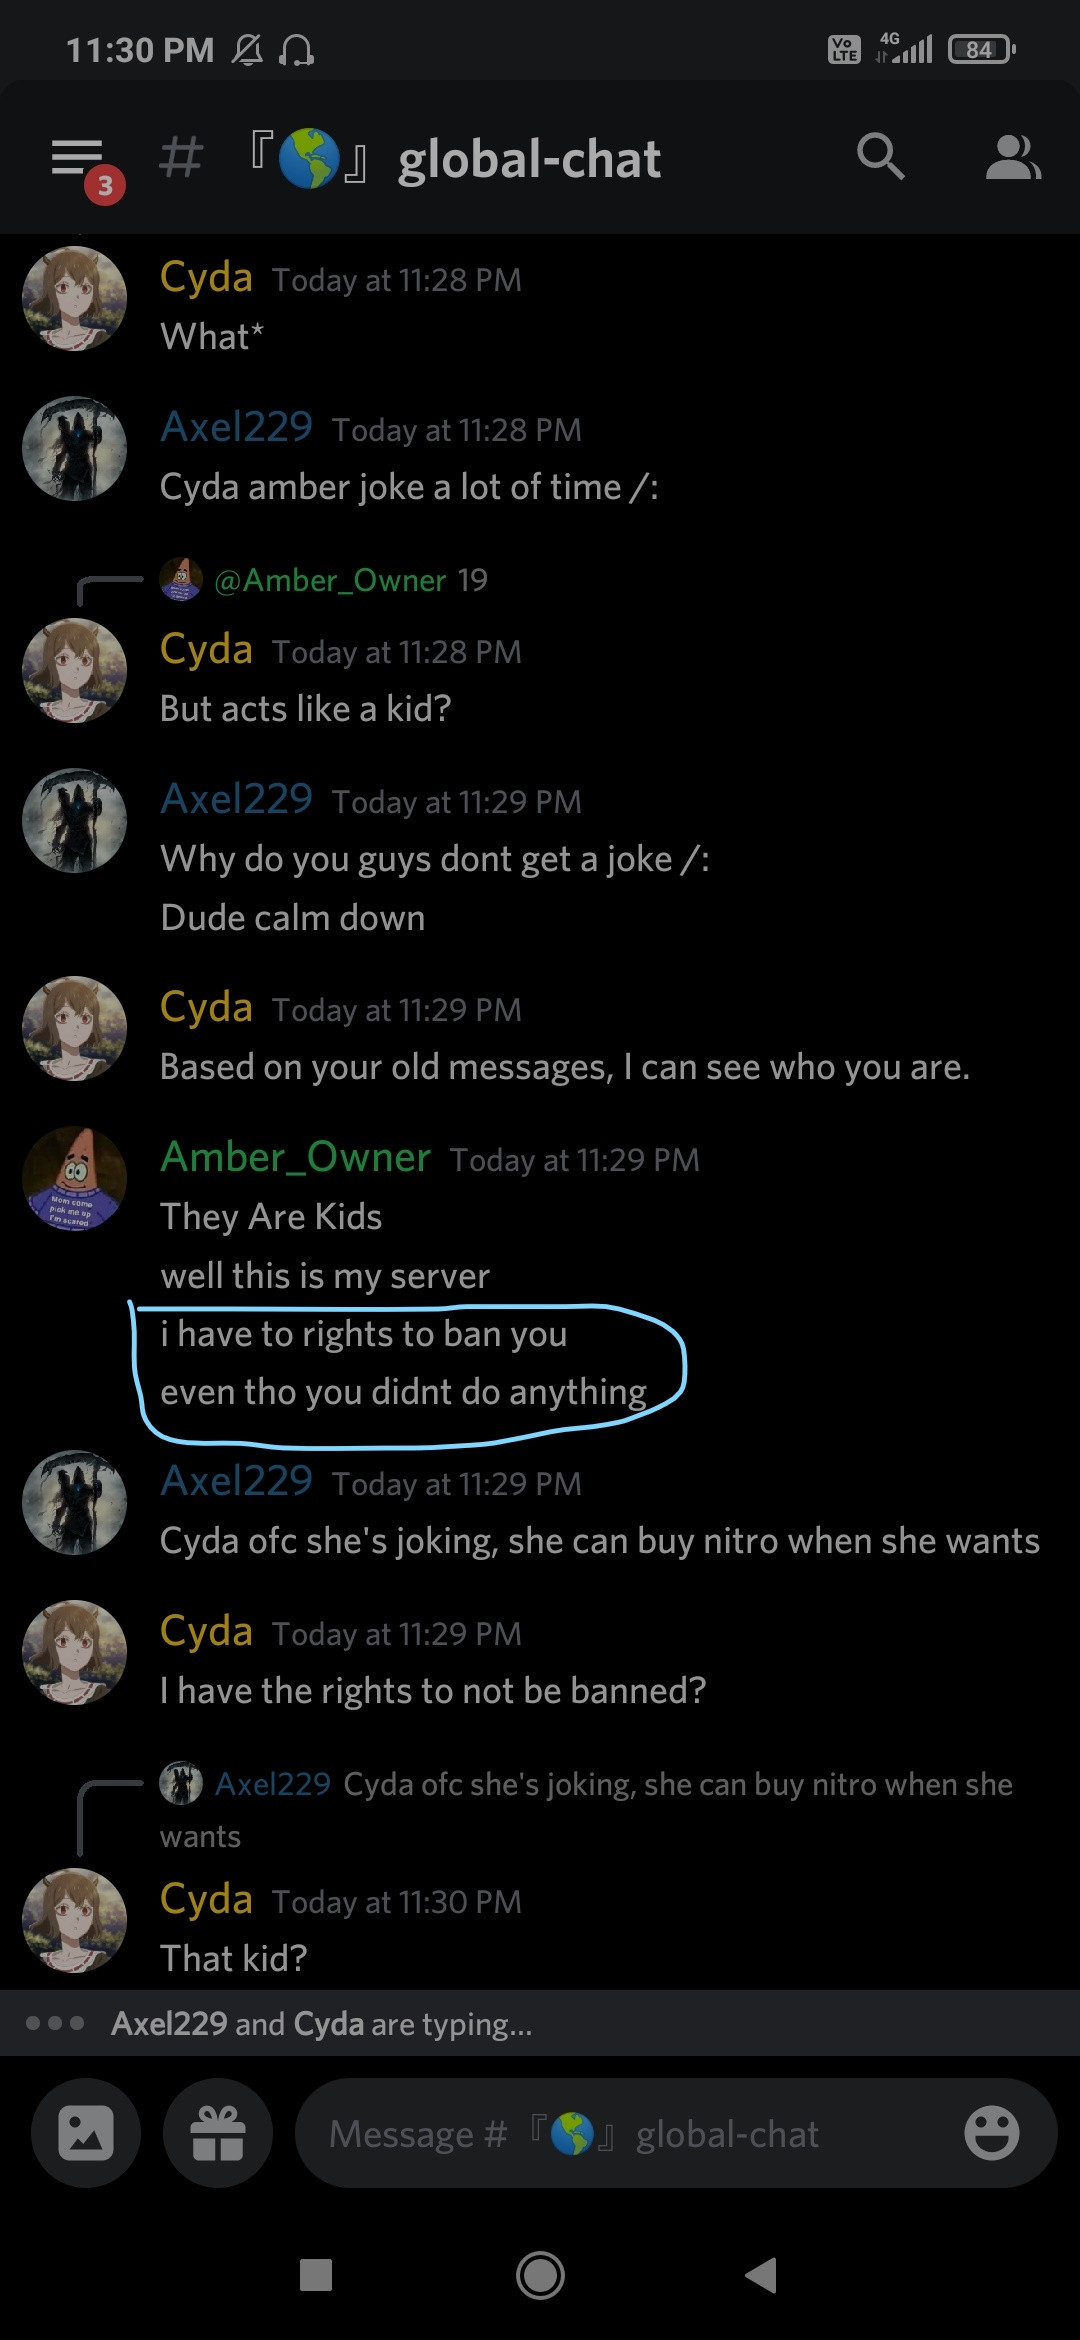 11:30 PM
Vo LTE 4G 84
3 # 『🌎』 global-chat
Cyda Today at 11:28 PM
What*
Axel229 Today at 11:28 PM
Cyda amber joke a lot of time /:
@Amber_Owner 19
Cyda Today at 11:28 PM
But acts like a kid?
Axel229 Today at 11:29 PM
Why do you guys dont get a joke /:
Dude calm down
Cyda Today at 11:29 PM
Based on your old messages, I can see who you are.
Mom come
pick me up
I'm scared
Amber_Owner Today at 11:29 PM
They Are Kids
well this is my server
i have to rights to ban you
even tho you didnt do anything
Axel229 Today at 11:29 PM
Cyda ofc she's joking, she can buy nitro when she wants
Cyda Today at 11:29 PM
I have the rights to not be banned?
Axel229 Cyda ofc she's joking, she can buy nitro when she
wants
Cyda Today at 11:30 PM
That kid?
Axel229 and Cyda are typing...
Message # 『🌎』 global-chat